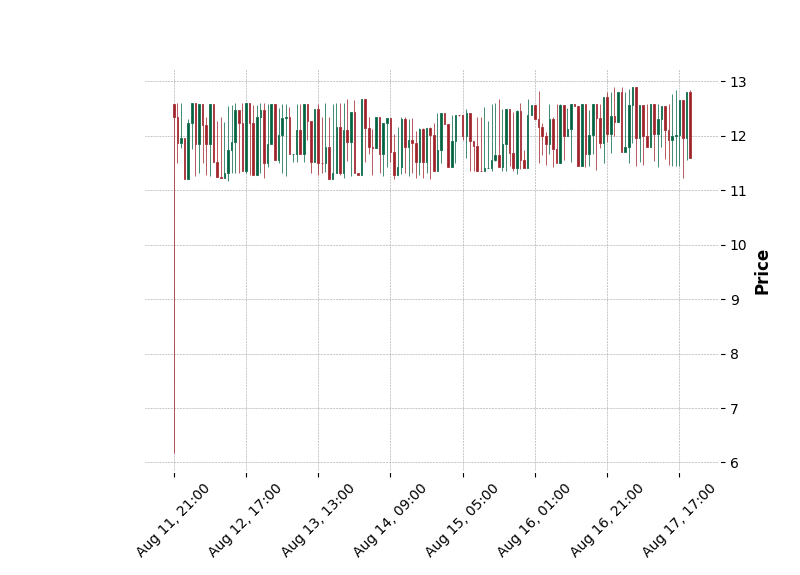 13
12
11
10
9
8
7
6
Price
Aug 11, 21:00
Aug 12, 17:00
Aug 13, 13:00
Aug 14, 09:00
Aug 15, 05:00
Aug 16, 01:00
Aug 16, 21:00
Aug 17, 17:00